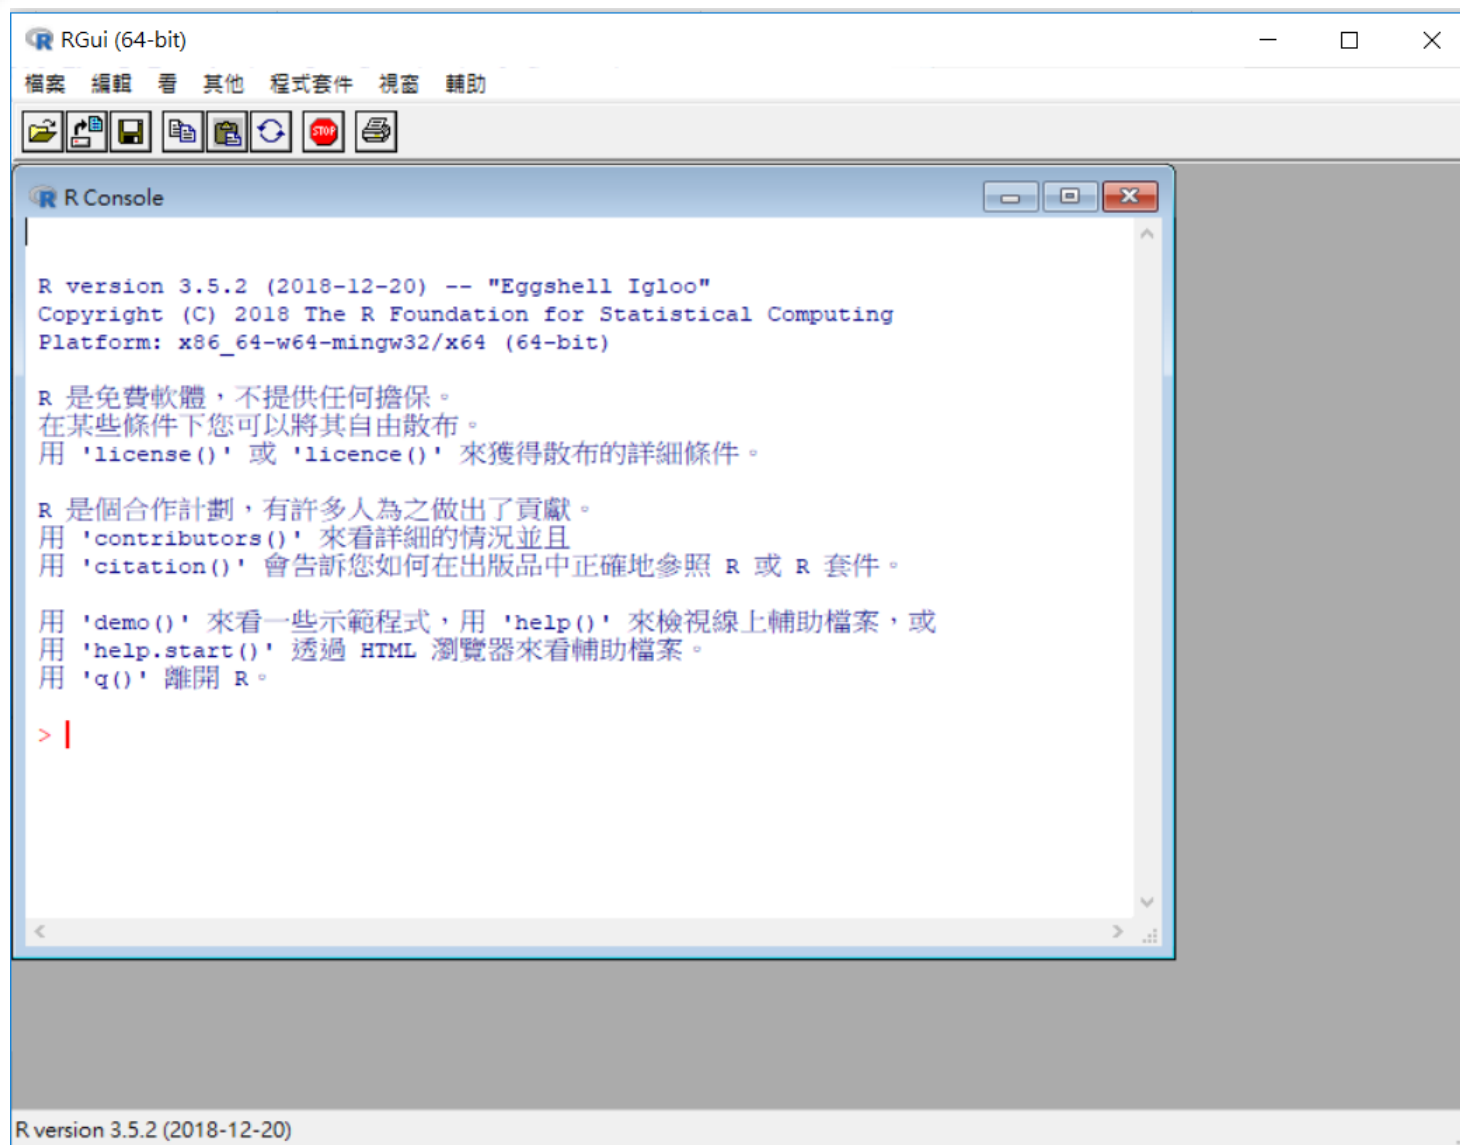 RGui (64-bit)
檔案 編輯 看 其他 程式套件 視窗 輔助
STOP
R Console
R version 3.5.2 (2018-12-20) -- "Eggshell Igloo"
Copyright (C) 2018 The R Foundation for Statistical Computing
Platform: x86_64-w64-mingw32/x64 (64-bit)
R 是免費軟體，不提供任何擔保。
在某些條件下您可以將其自由散布。
用 'license()' 或 'licence()' 來獲得散布的詳細條件。
R 是個合作計劃，有許多人為之做出了貢獻。
用 'contributors()' 來看詳細的情況並且
用 'citation()' 會告訴您如何在出版品中正確地參照 R 或 R 套件。
用 'demo()' 來看一些示範程式，用 'help()' 來檢視線上輔助檔案，或
用 'help.start()' 透過 HTML 瀏覽器來看輔助檔案。
用 'q()' 離開 R。
>
R version 3.5.2 (2018-12-20)